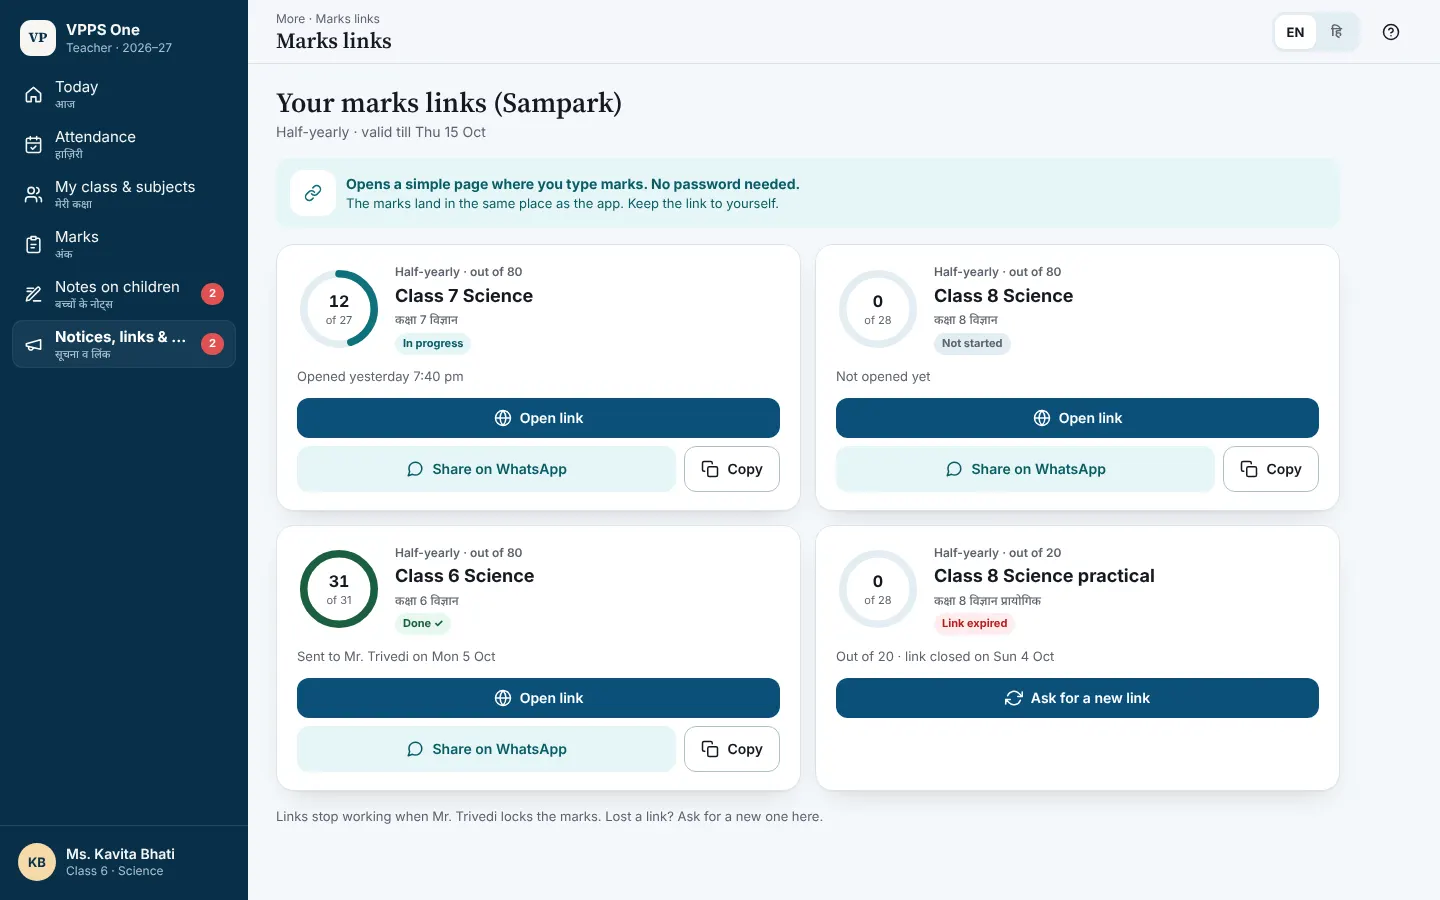 VP
VPPS One
Teacher · 2026–27
Today
आज
Attendance
हाज़िरी
My class & subjects
मेरी कक्षा
Marks
अंक
Notes on children
बच्चों के नोट्स
2
Notices, links & ...
सूचना व लिंक
2
KB
Ms. Kavita Bhati
Class 6 · Science
More · Marks links
Marks links
EN
हि
Your marks links (Sampark)
Half-yearly · valid till Thu 15 Oct
Opens a simple page where you type marks. No password needed.
The marks land in the same place as the app. Keep the link to yourself.
12
of 27
Half-yearly · out of 80
Class 7 Science
कक्षा 7 विज्ञान
In progress
Opened yesterday 7:40 pm
Open link
Share on WhatsApp
Copy
0
of 28
Half-yearly · out of 80
Class 8 Science
कक्षा 8 विज्ञान
Not started
Not opened yet
Open link
Share on WhatsApp
Copy
31
of 31
Half-yearly · out of 80
Class 6 Science
कक्षा 6 विज्ञान
Done ✓
Sent to Mr. Trivedi on Mon 5 Oct
Open link
Share on WhatsApp
Copy
0
of 28
Half-yearly · out of 20
Class 8 Science practical
कक्षा 8 विज्ञान प्रायोगिक
Link expired
Out of 20 · link closed on Sun 4 Oct
Ask for a new link
Links stop working when Mr. Trivedi locks the marks. Lost a link? Ask for a new one here.